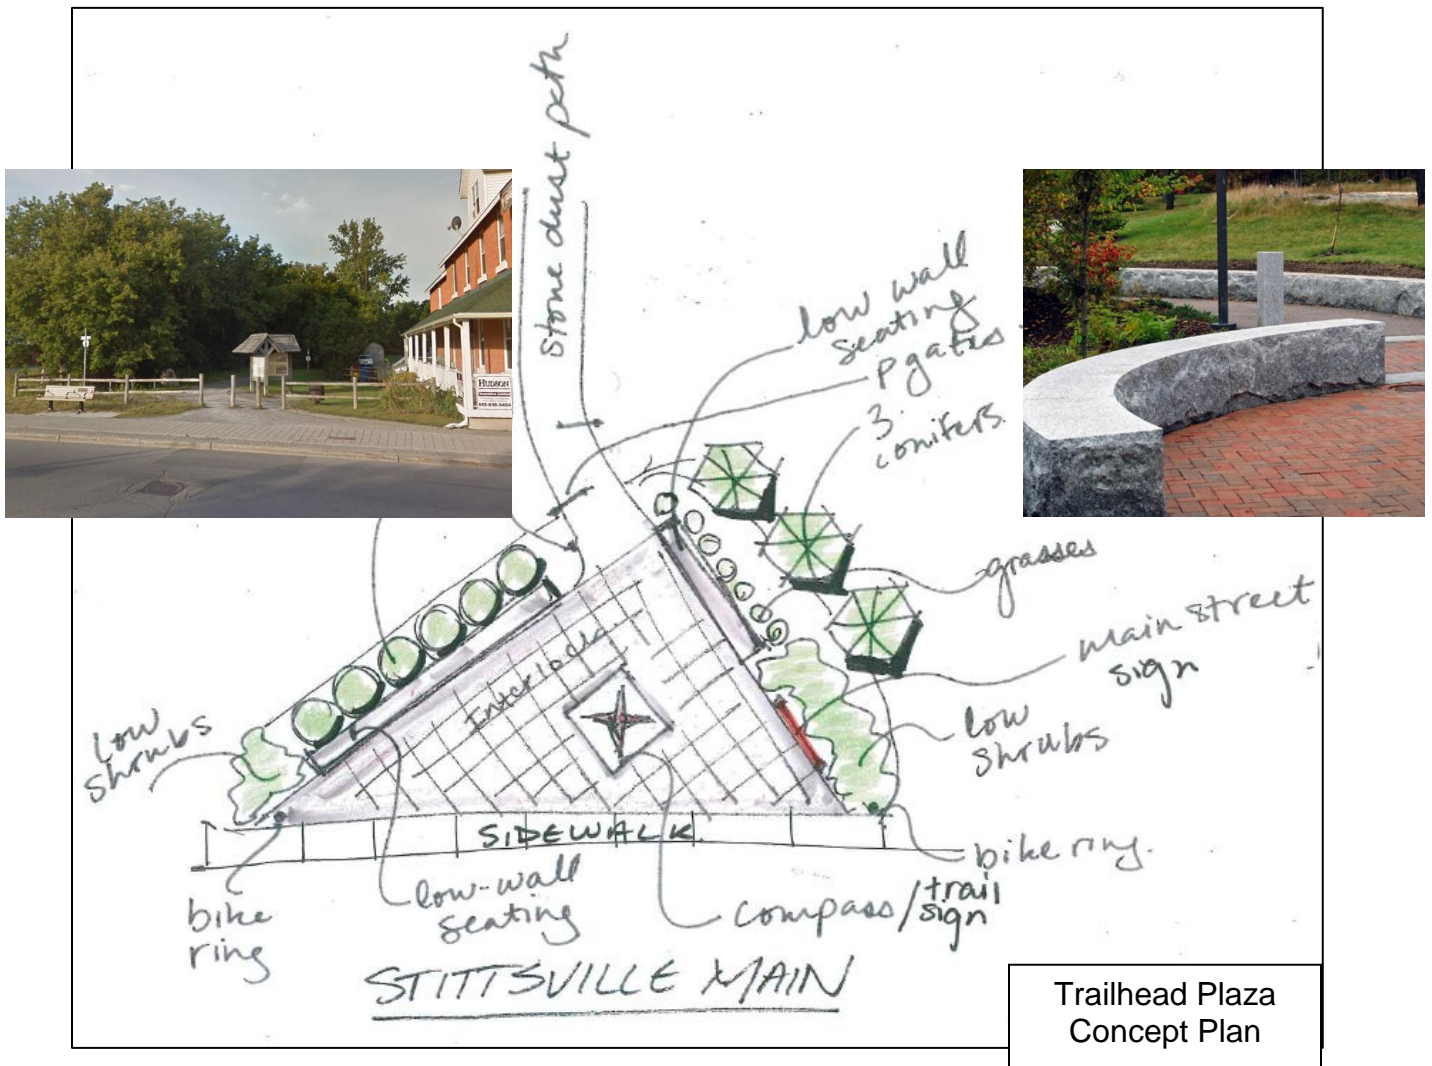 stone dust path
low wall
seating
p.gates
3
conifers.
grasses
main street
sign
low
shrubs
low
shrubs
Interlock
SIDEWALK
bike ring.
bike
ring
low-wall
seating
compass/trail
sign
STITTSVILLE MAIN
HUDSON
Trailhead Plaza
Concept Plan